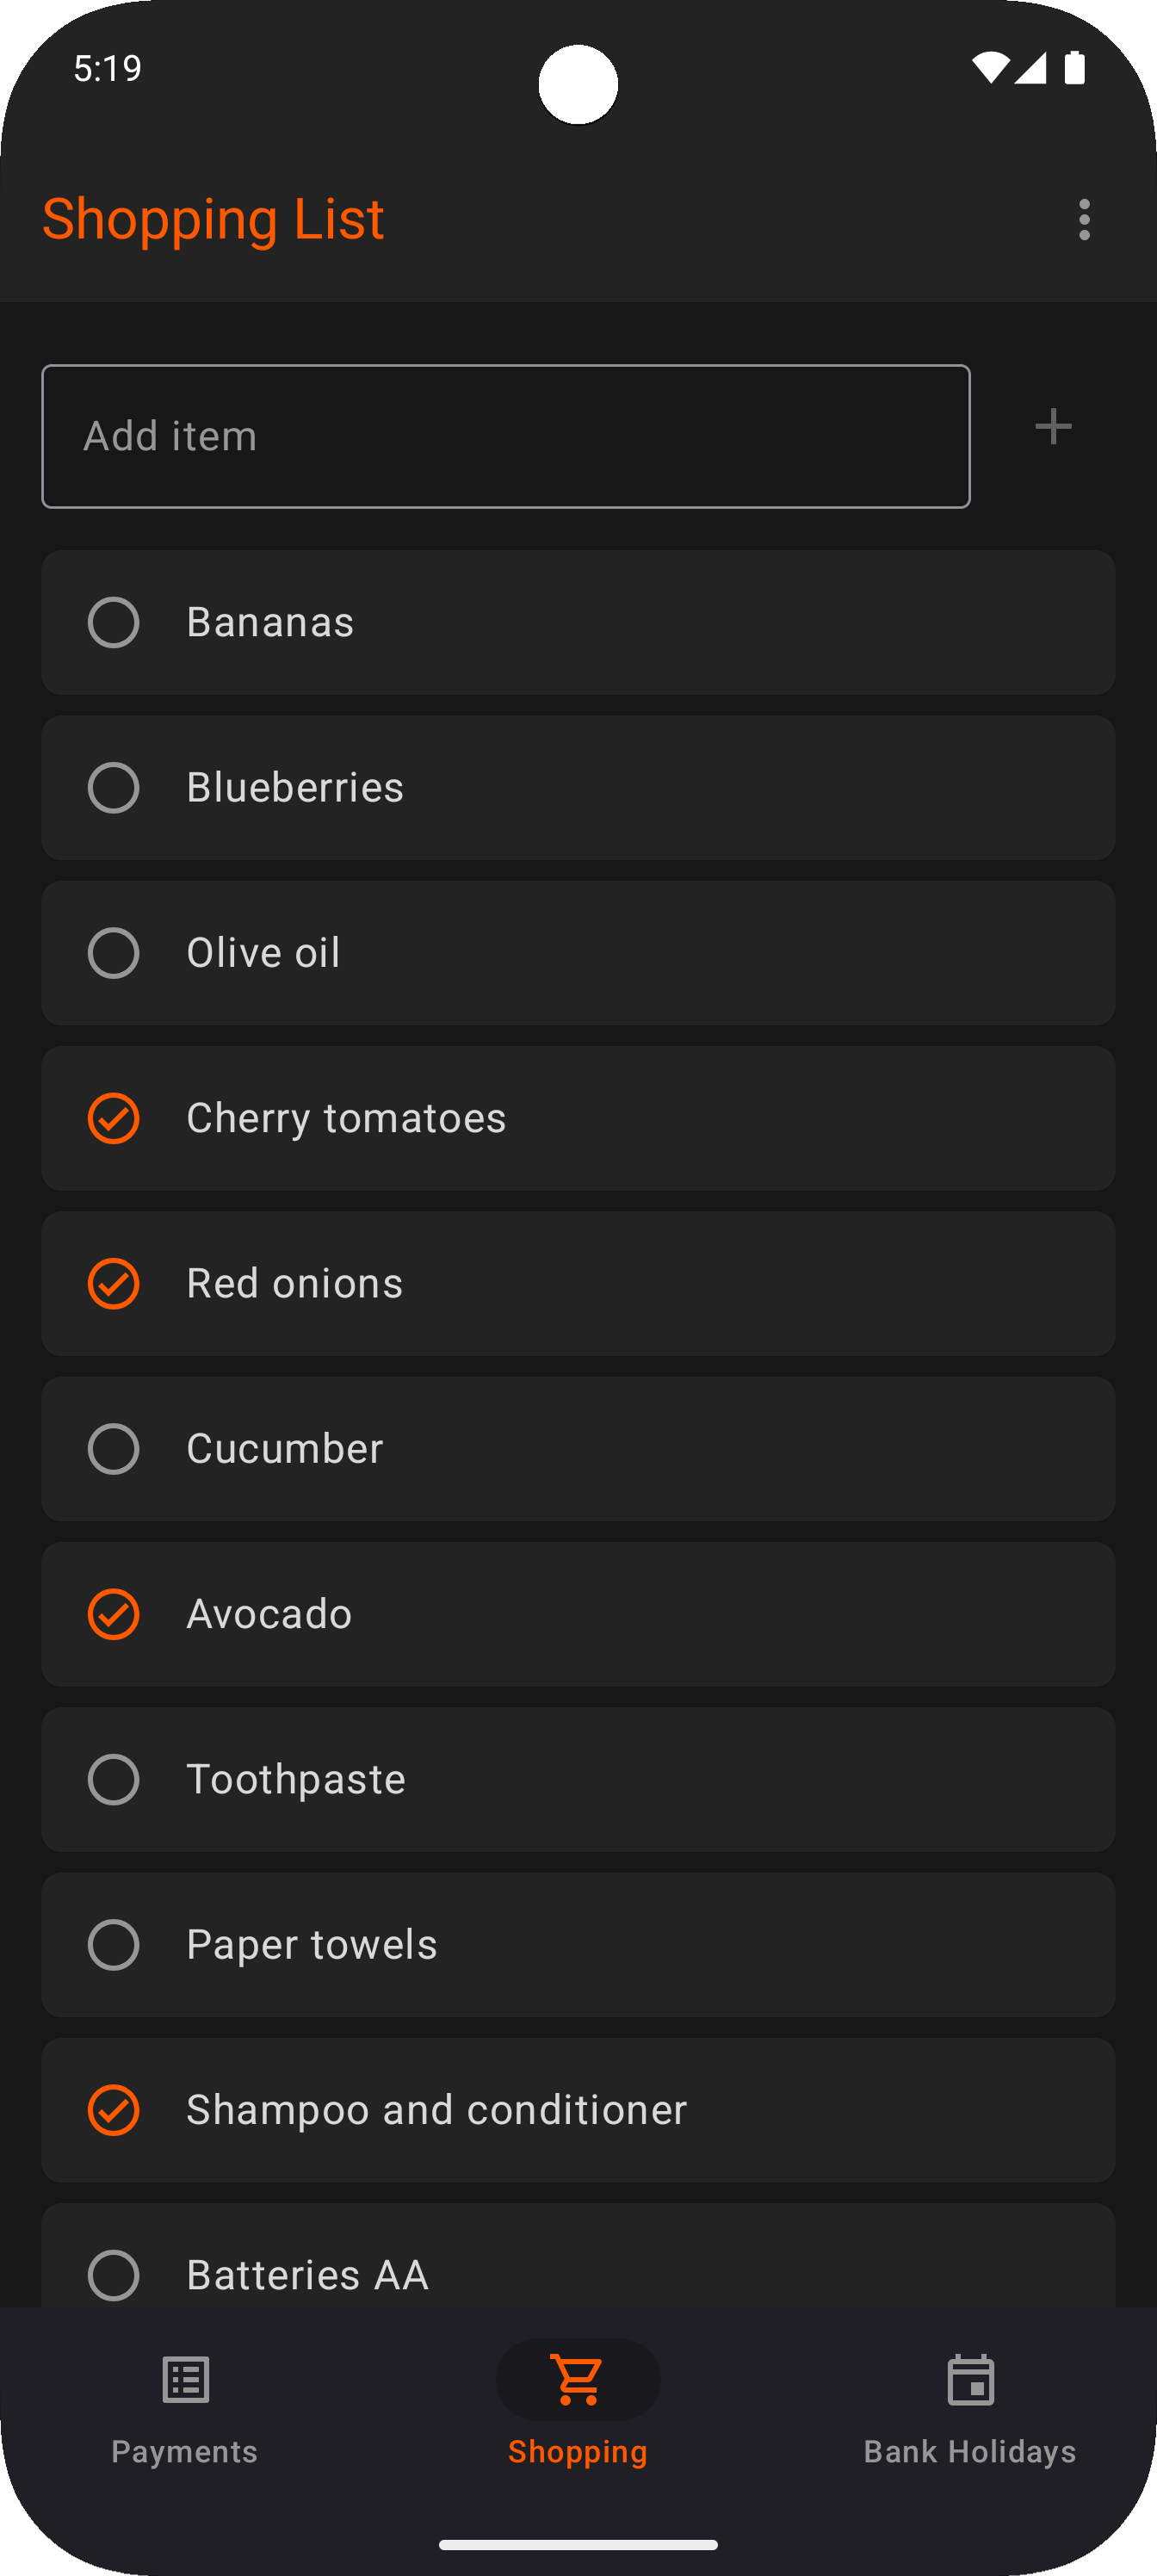 5:19
Shopping List
Add item
Bananas
Blueberries
Olive oil
Cherry tomatoes
Red onions
Cucumber
Avocado
Toothpaste
Paper towels
Shampoo and conditioner
Batteries AA
Payments
Shopping
Bank Holidays